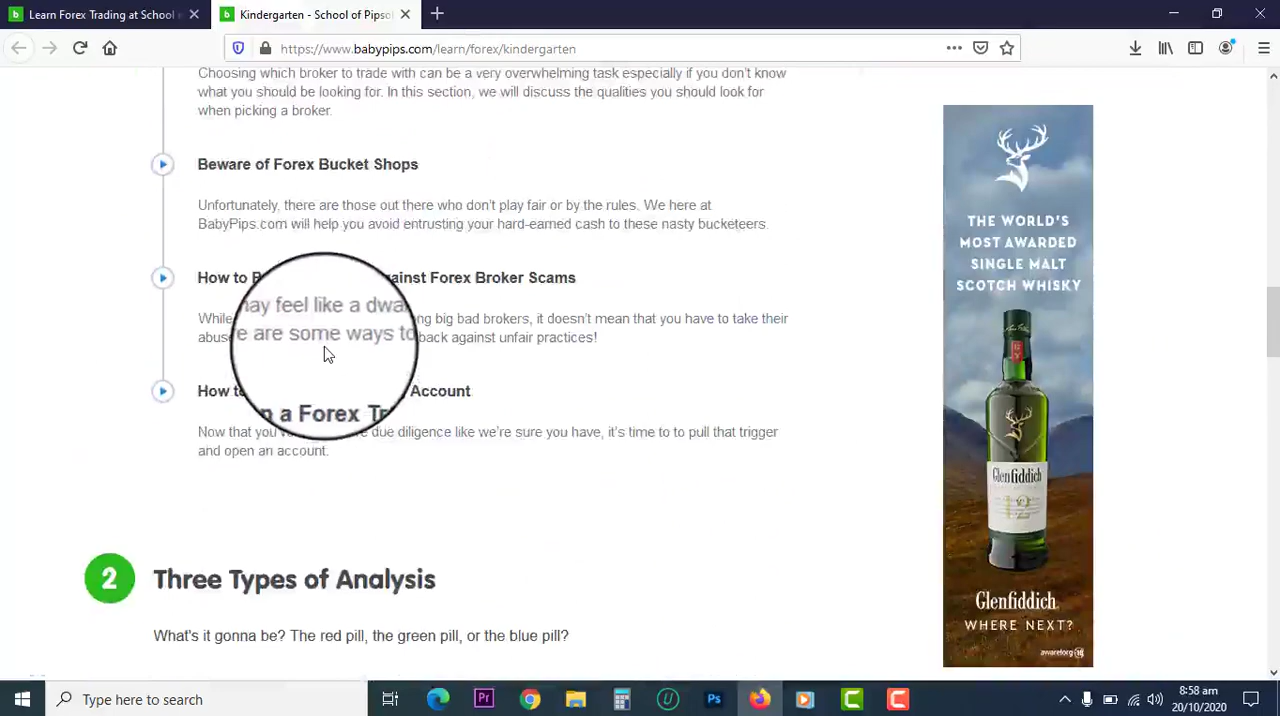 Learn Forex Trading at School
Kindergarten - School of Pipso
https://www.babypips.com/learn/forex/kindergarten
Choosing which broker to trade with can be a very overwhelming task especially if you don't know
what you should be looking for. In this section, we will discuss the qualities you should look for
when picking a broker.
Beware of Forex Bucket Shops
Unfortunately, there are those out there who don't play fair or by the rules. We here at
BabyPips.com will help you avoid entrusting your hard-earned cash to these nasty bucketeers.
How to ainst Forex Broker Scams
may feel like a dwa
While ng big bad brokers, it doesn't mean that you have to take their
e are some ways to
abus back against unfair practices!
How to Account
a Forex Tr
Now that you due diligence like we're sure you have, it's time to to pull that trigger
and open an account.
2 Three Types of Analysis
What's it gonna be? The red pill, the green pill, or the blue pill?
THE WORLD'S
MOST AWARDED
SINGLE MALT
SCOTCH WHISKY
Glenfiddich
12
Glenfiddich
WHERE NEXT?
Type here to search
Pr
Ps
8:58 am
20/10/2020